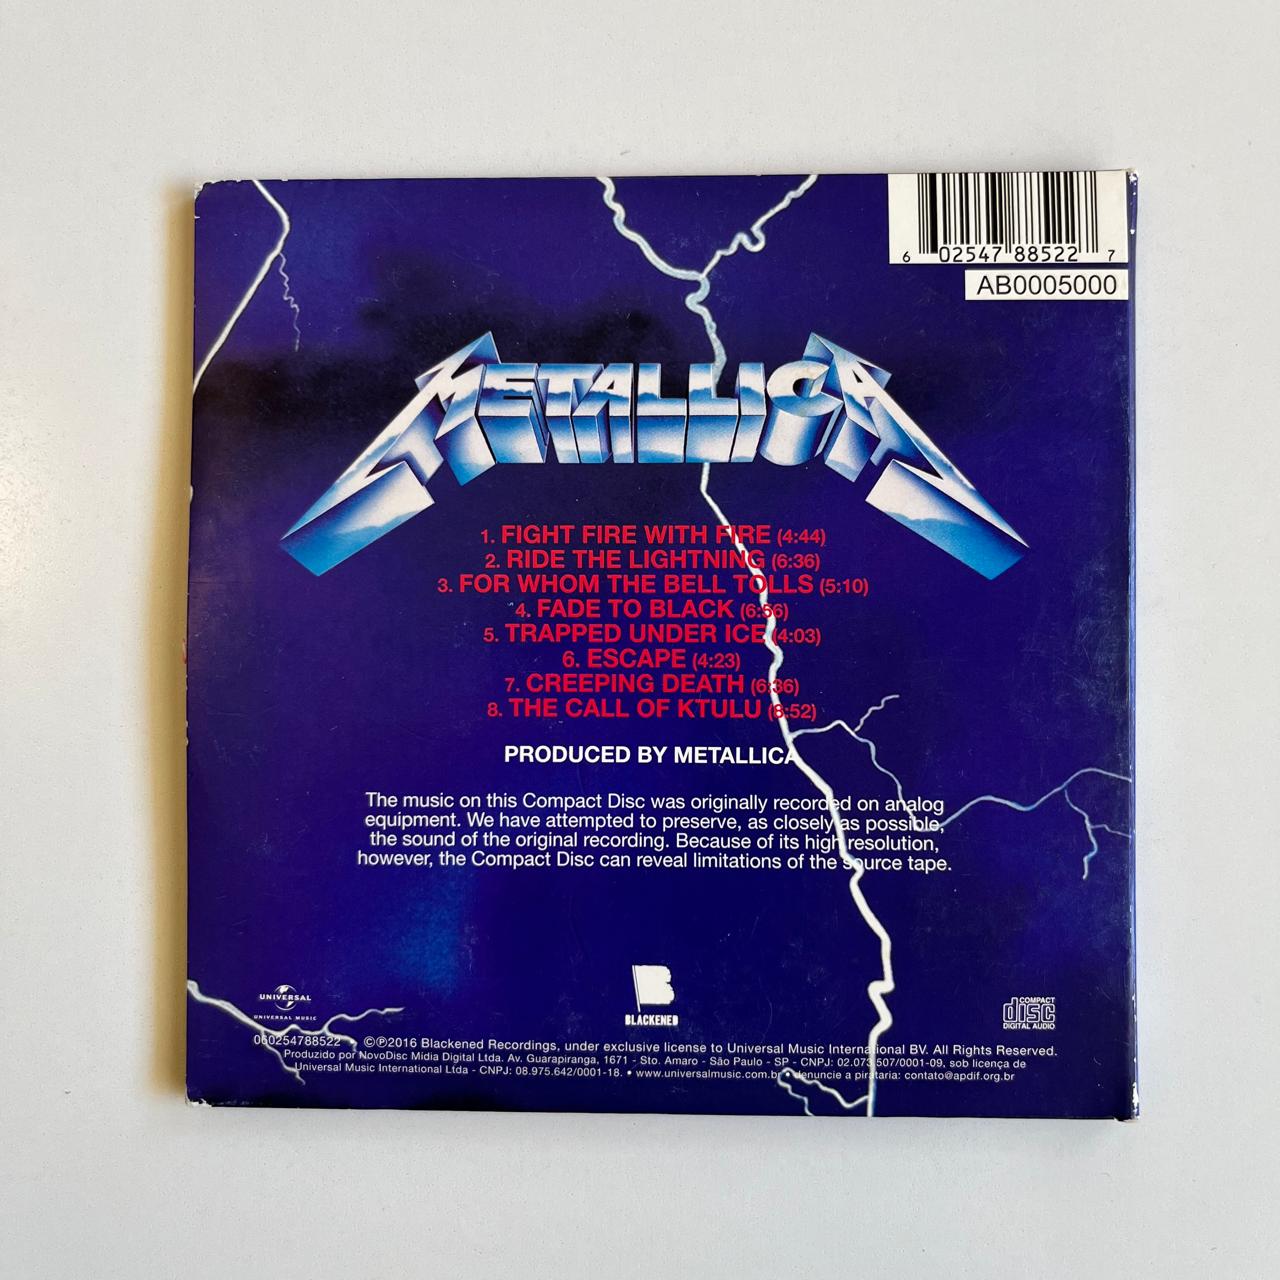 6 02547 88522 7
AB0005000
METALLICA
1. FIGHT FIRE WITH FIRE (4:44)
2. RIDE THE LIGHTNING (6:36)
3. FOR WHOM THE BELL TOLLS (5:10)
4. FADE TO BLACK (6:56)
5. TRAPPED UNDER ICE (4:03)
6. ESCAPE (4:23)
7. CREEPING DEATH (6:36)
8. THE CALL OF KTULU (8:52)
PRODUCED BY METALLICA
The music on this Compact Disc was originally recorded on analog
equipment. We have attempted to preserve, as closely as possible,
the sound of the original recording. Because of its high resolution,
however, the Compact Disc can reveal limitations of the source tape.
UNIVERSAL
UNIVERSAL MUSIC
B
BLACKENED
COMPACT
disc
DIGITAL AUDIO
060254788522 ©℗2016 Blackened Recordings, under exclusive license to Universal Music International BV. All Rights Reserved.
Produzido por NovoDisc Mídia Digital Ltda. Av. Guarapiranga, 1671 - Sto. Amaro - São Paulo - SP - CNPJ: 02.073.507/0001-09, sob licença de
Universal Music International Ltda - CNPJ: 08.975.642/0001-18. • www.universalmusic.com.br • denuncie a pirataria: contato@apdif.org.br